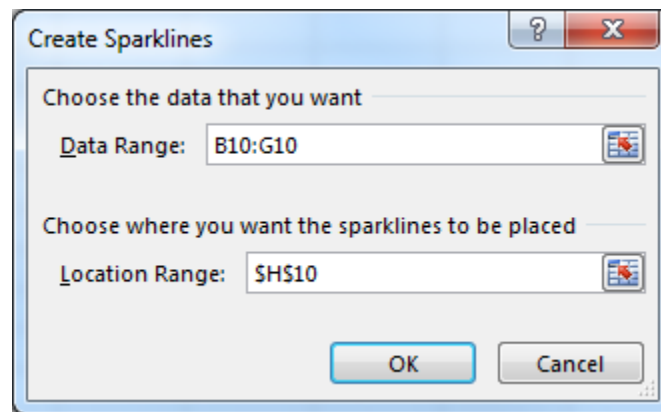 Create Sparklines
Choose the data that you want
Data Range: B10:G10
Choose where you want the sparklines to be placed
Location Range: $H$10
OK Cancel